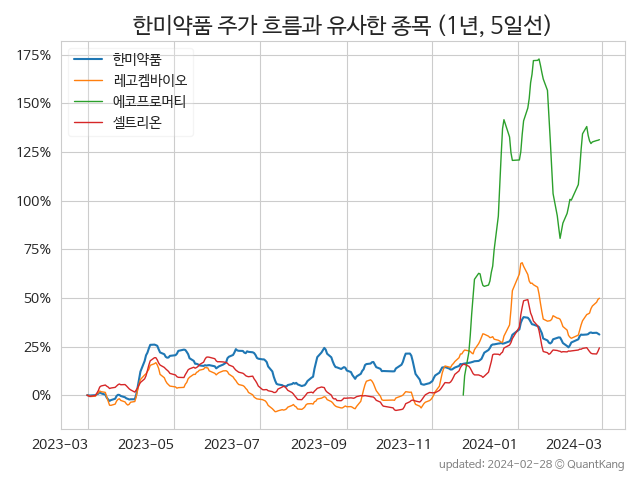 한미약품 주가 흐름과 유사한 종목 (1년, 5일선)
175%
150%
125%
100%
75%
50%
25%
0%
한미약품
레고켐바이오
에코프로머티
셀트리온
2023-03 2023-05 2023-07 2023-09 2023-11 2024-01 2024-03
updated: 2024-02-28 © QuantKang